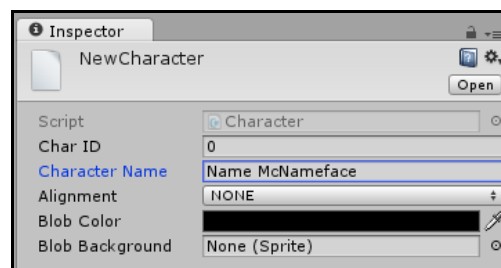 Inspector
NewCharacter
Open
Script Character
Char ID 0
Character Name Name McNameface
Alignment NONE
Blob Color
Blob Background None (Sprite)